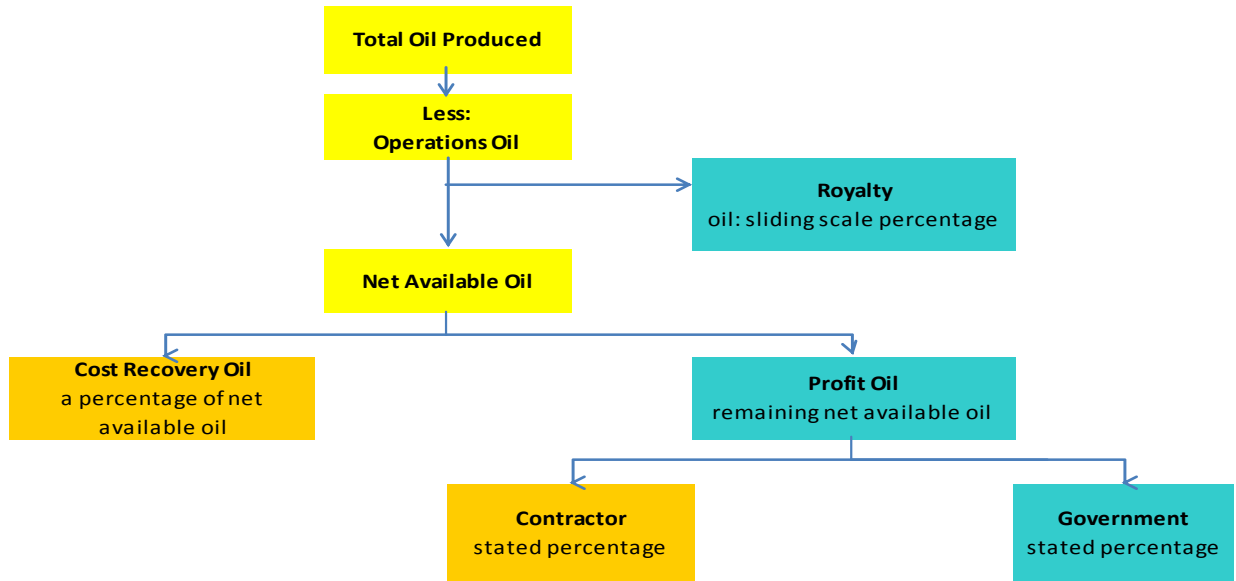 Total Oil Produced
Less:
Operations Oil
Royalty
oil: sliding scale percentage
Net Available Oil
Cost Recovery Oil
a percentage of net
available oil
Profit Oil
remaining net available oil
Contractor
stated percentage
Government
stated percentage